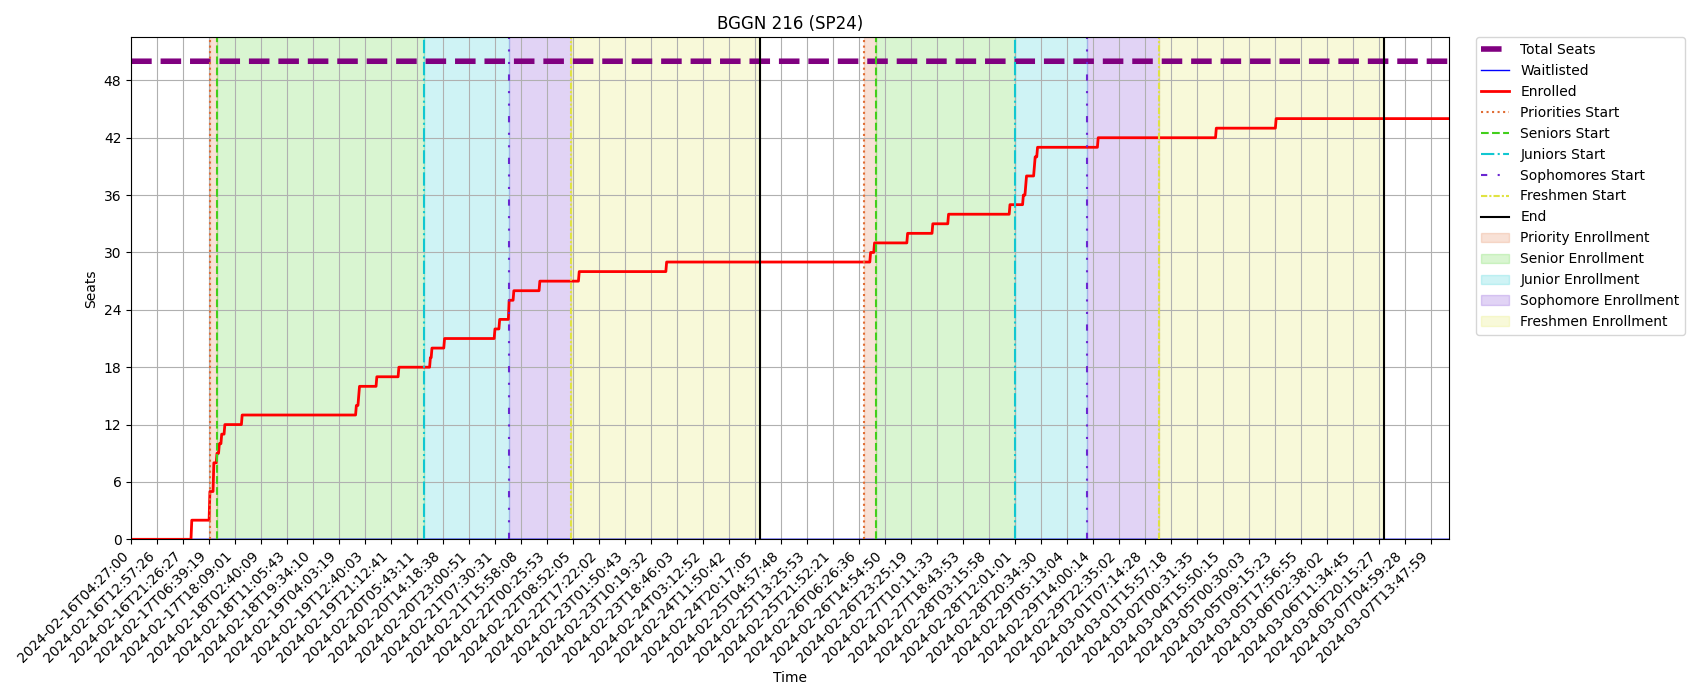 BGGN 216 (SP24)
Total Seats
Waitlisted
Enrolled
Priorities Start
Seniors Start
Juniors Start
Sophomores Start
Freshmen Start
End
Priority Enrollment
Senior Enrollment
Junior Enrollment
Sophomore Enrollment
Freshmen Enrollment
Seats
48
42
36
30
24
18
12
6
0
2024-02-16T04:27:00
2024-02-16T12:57:26
2024-02-16T21:26:27
2024-02-17T06:39:19
2024-02-17T18:09:01
2024-02-18T02:40:09
2024-02-18T11:05:43
2024-02-18T19:34:10
2024-02-19T04:03:19
2024-02-19T12:40:03
2024-02-19T21:12:41
2024-02-20T05:43:11
2024-02-20T14:18:38
2024-02-20T23:00:51
2024-02-21T07:30:31
2024-02-21T15:58:08
2024-02-22T00:25:53
2024-02-22T08:52:05
2024-02-22T17:22:02
2024-02-23T01:50:43
2024-02-23T10:19:32
2024-02-23T18:46:03
2024-02-24T03:12:52
2024-02-24T11:50:42
2024-02-24T20:17:05
2024-02-25T04:57:48
2024-02-25T13:25:53
2024-02-25T21:52:21
2024-02-26T06:26:36
2024-02-26T14:54:50
2024-02-26T23:25:19
2024-02-27T10:11:33
2024-02-27T18:43:53
2024-02-28T03:15:58
2024-02-28T12:01:01
2024-02-28T20:34:30
2024-02-29T05:13:04
2024-02-29T14:00:14
2024-02-29T22:35:02
2024-03-01T07:14:28
2024-03-01T15:57:18
2024-03-02T00:31:35
2024-03-04T15:50:15
2024-03-05T00:30:03
2024-03-05T09:15:23
2024-03-05T17:56:55
2024-03-06T02:38:02
2024-03-06T11:34:45
2024-03-06T20:15:27
2024-03-07T04:59:28
2024-03-07T13:47:59
Time